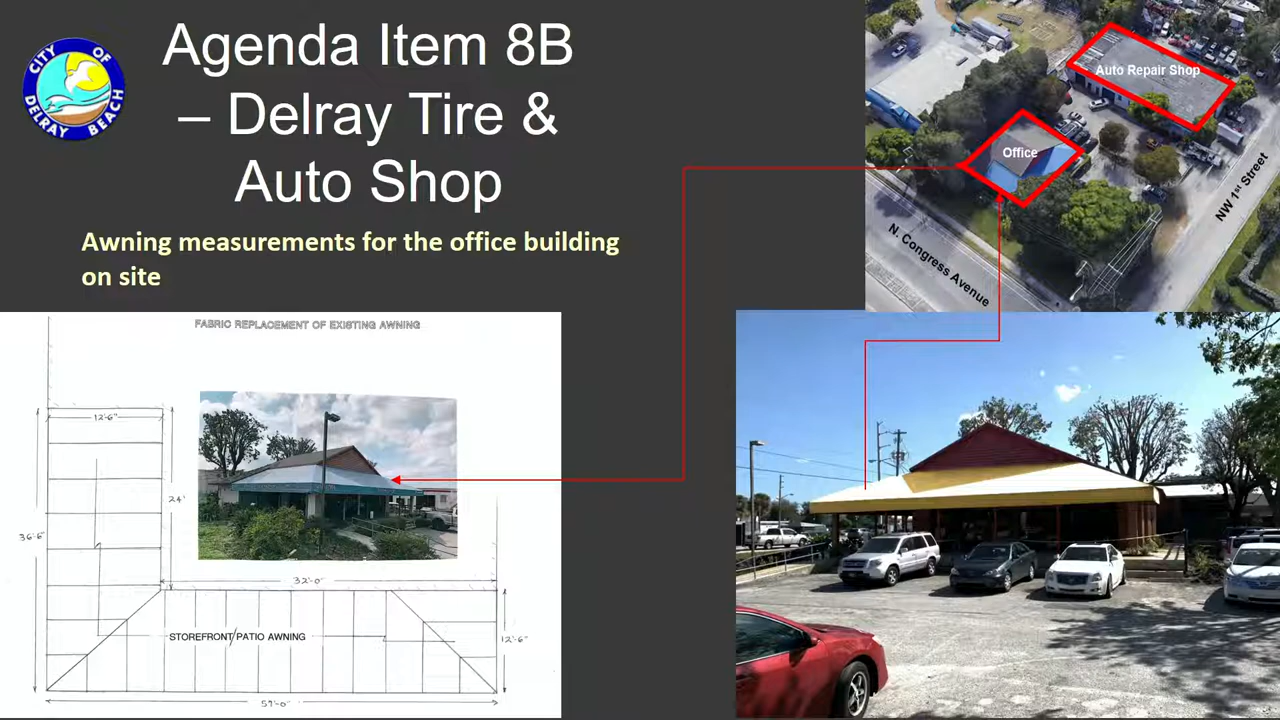 CITY OF
DELRAY BEACH
Agenda Item 8B
– Delray Tire &
Auto Shop
Awning measurements for the office building
on site
Auto Repair Shop
Office
NW 1st Street
N. Congress Avenue
FABRIC REPLACEMENT OF EXISTING AWNING
12'-6"
24'
36'-6"
32'-0"
STOREFRONT/PATIO AWNING
12'-6"